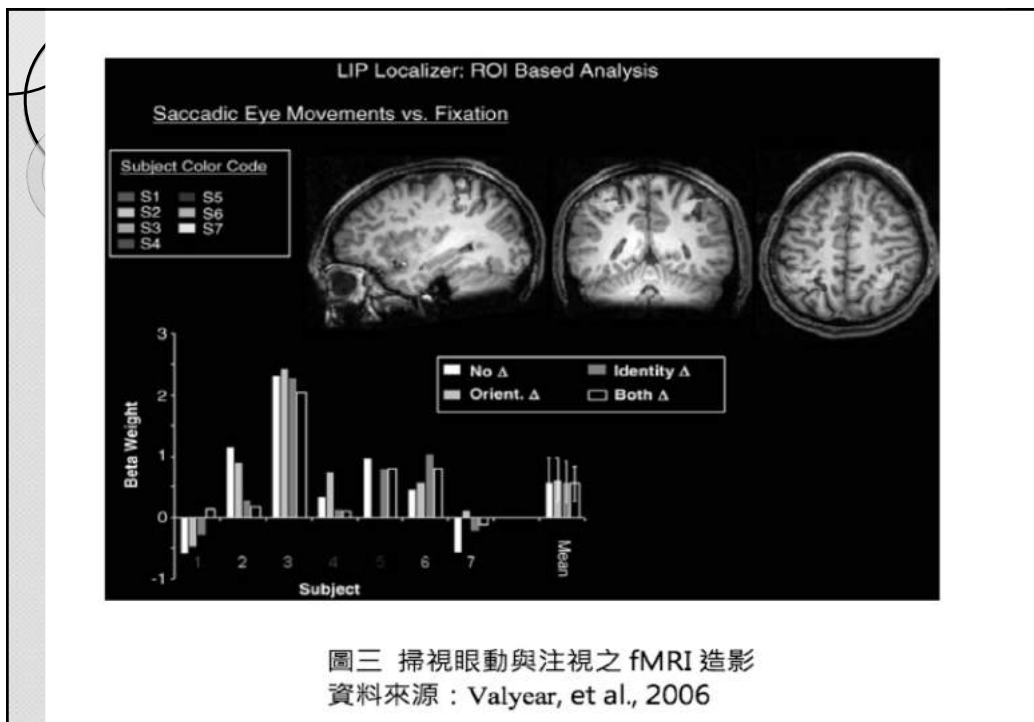 LIP Localizer: ROI Based Analysis
Saccadic Eye Movements vs. Fixation
Subject Color Code
S1 S5
S2 S6
S3 S7
S4
No Δ Identity Δ
Orient. Δ Both Δ
Beta Weight
3
2
1
0
-1
1 2 3 4 5 6 7
Mean
Subject
圖三 掃視眼動與注視之 fMRI 造影
資料來源：Valyear, et al., 2006